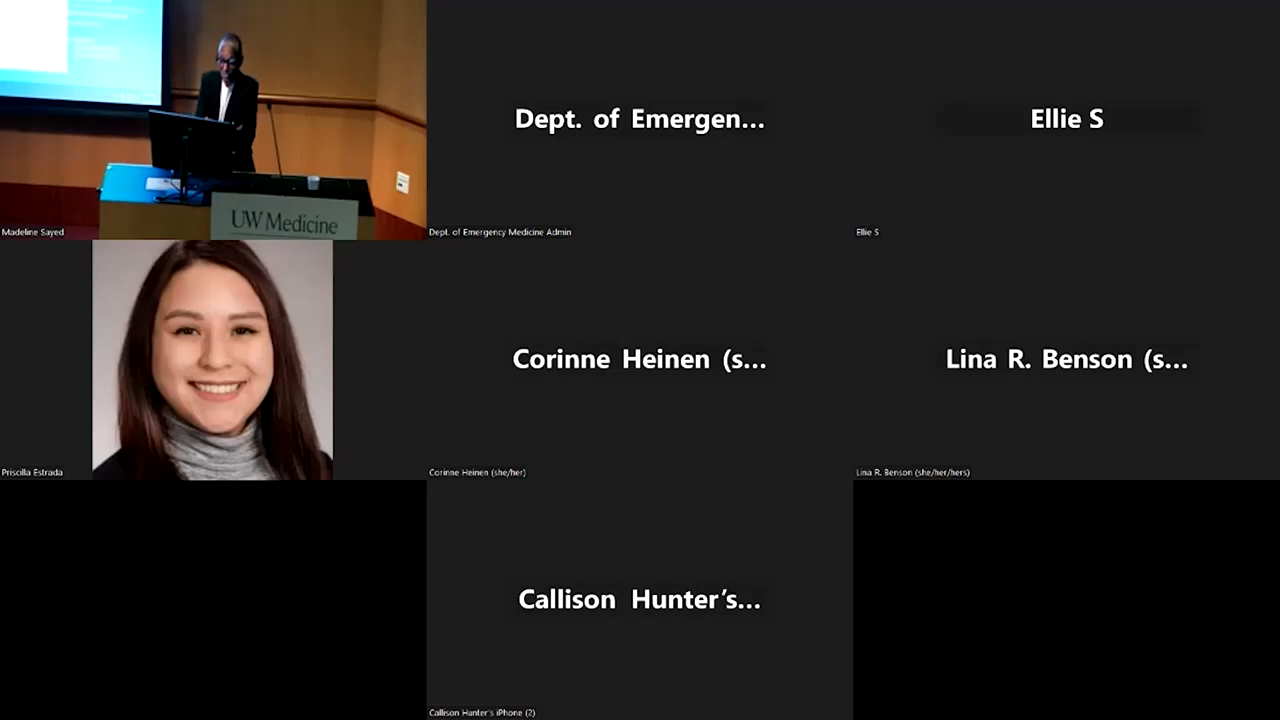 UW Medicine
Madeline Sayed
Dept. of Emergen...
Dept. of Emergency Medicine Admin
Ellie S
Ellie S
Priscilla Estrada
Corinne Heinen (s...
Corinne Heinen (she/her)
Lina R. Benson (s...
Lina R. Benson (she/her/hers)
Callison Hunter's...
Callison Hunter's iPhone (2)